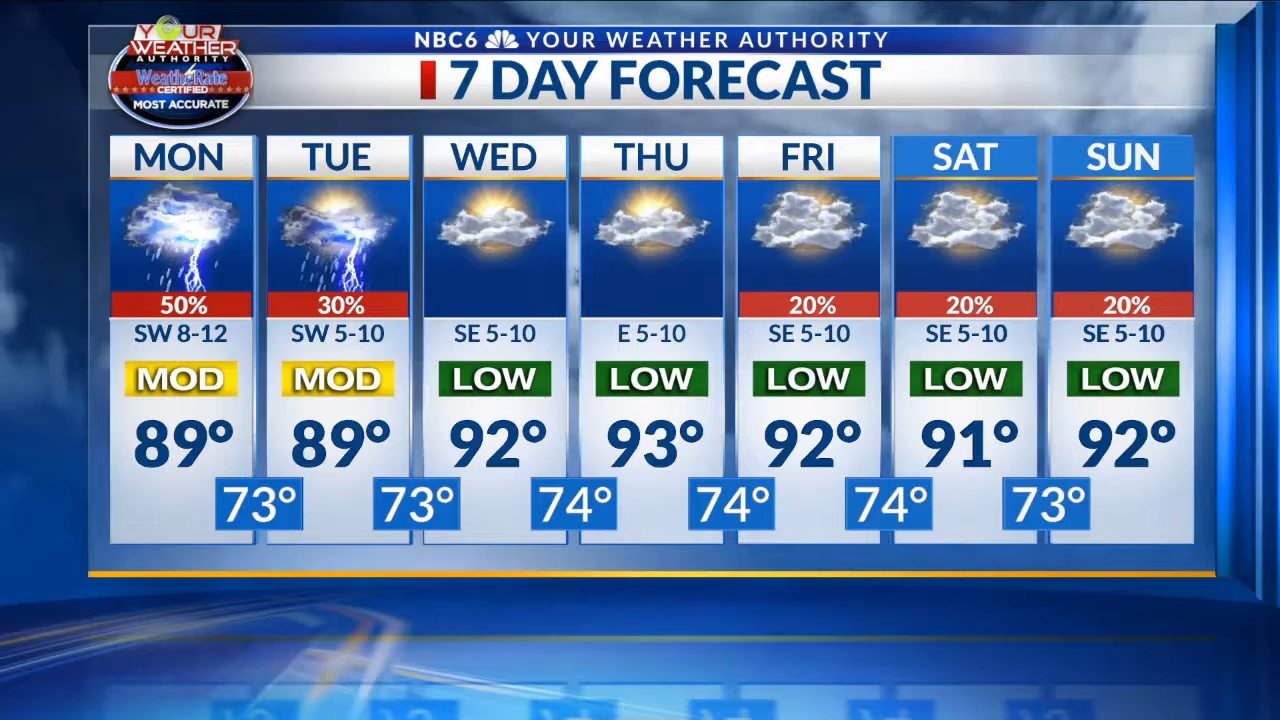 YOUR
WEATHER
AUTHORITY
WeatheRate
CERTIFIED
MOST ACCURATE
NBC6 YOUR WEATHER AUTHORITY
7 DAY FORECAST
MON TUE WED THU FRI SAT SUN
50% 30% 20% 20% 20%
SW 8-12 SW 5-10 SE 5-10 E 5-10 SE 5-10 SE 5-10 SE 5-10
MOD MOD LOW LOW LOW LOW LOW
89° 89° 92° 93° 92° 91° 92°
73° 73° 74° 74° 74° 73°